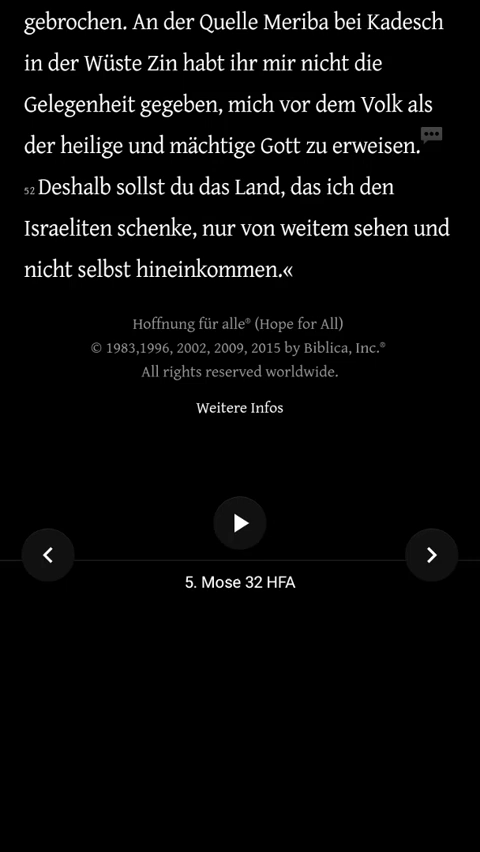 gebrochen. An der Quelle Meriba bei Kadesch
in der Wüste Zin habt ihr mir nicht die
Gelegenheit gegeben, mich vor dem Volk als
der heilige und mächtige Gott zu erweisen.
52 Deshalb sollst du das Land, das ich den
Israeliten schenke, nur von weitem sehen und
nicht selbst hineinkommen.«
Hoffnung für alle® (Hope for All)
© 1983,1996, 2002, 2009, 2015 by Biblica, Inc.®
All rights reserved worldwide.
Weitere Infos
5. Mose 32 HFA